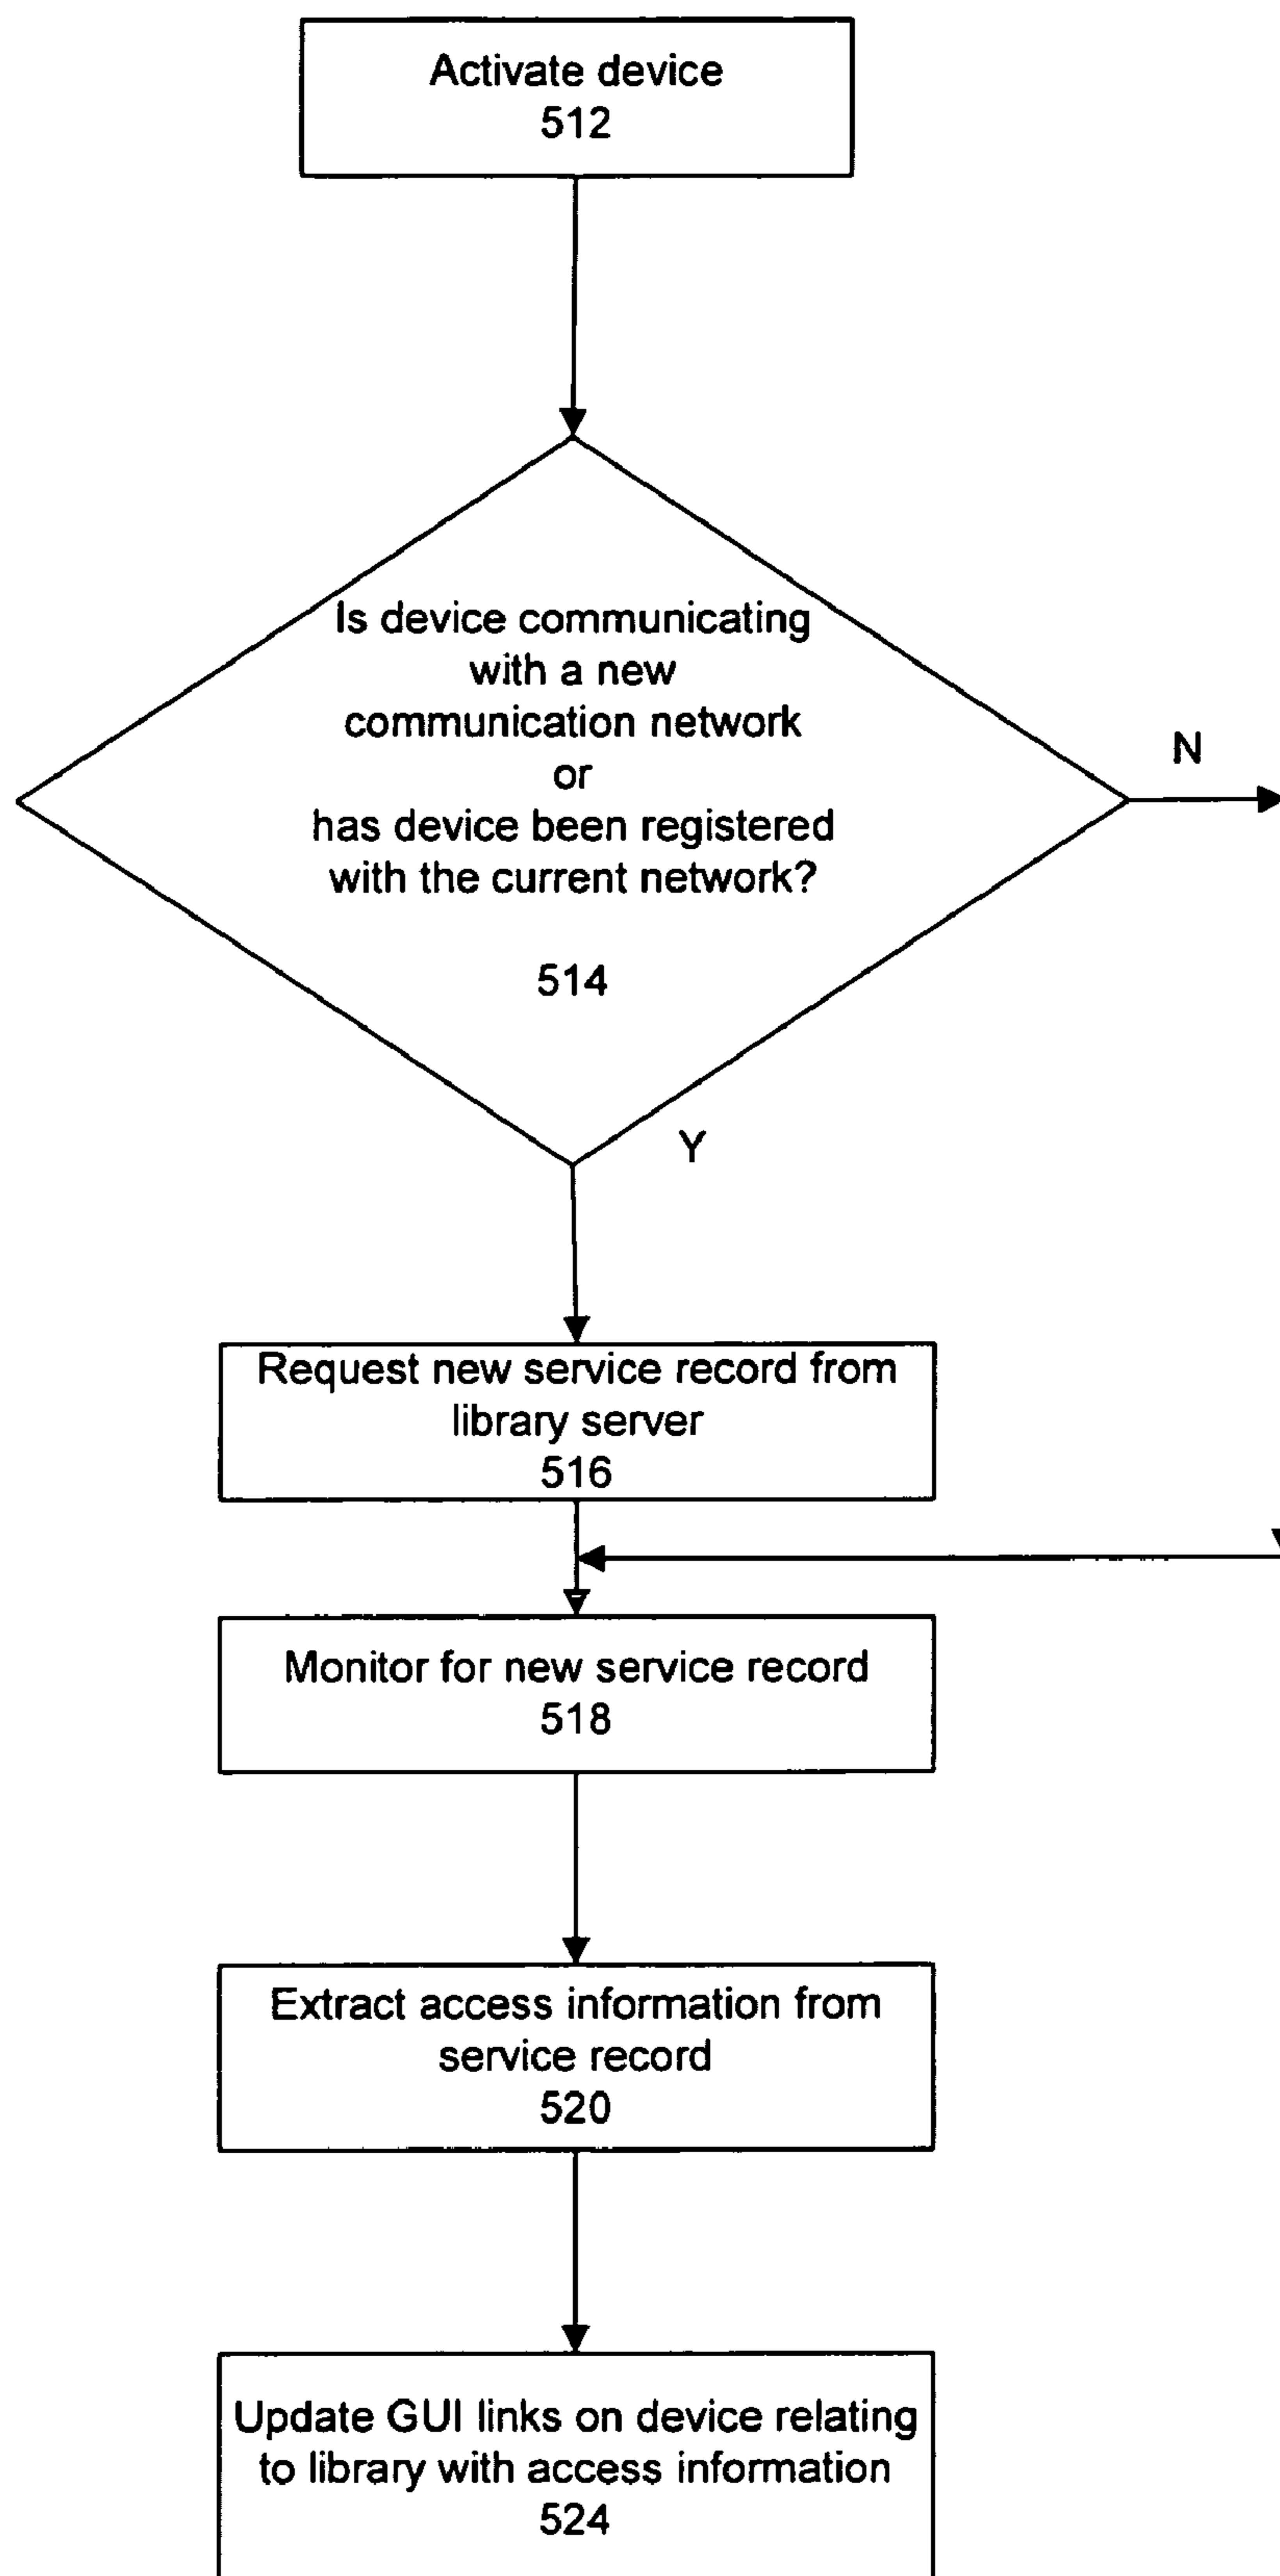 Activate device
512
Is device communicating
with a new
communication network
or
has device been registered
with the current network?
514
N
Y
Request new service record from
library server
516
Monitor for new service record
518
Extract access information from
service record
520
Update GUI links on device relating
to library with access information
524